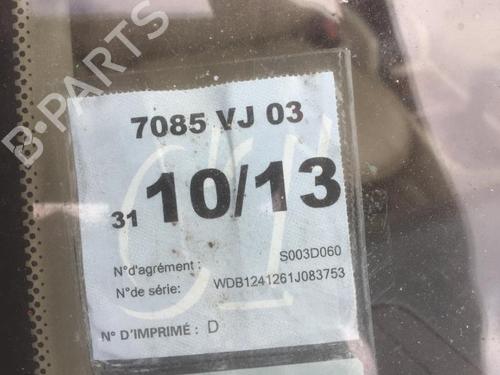 B-PARTS
7085 VJ 03
31 10/13
N°d'agrément : S003D060
N°de série: WDB1241261J083753
N° D'IMPRIMÉ : D